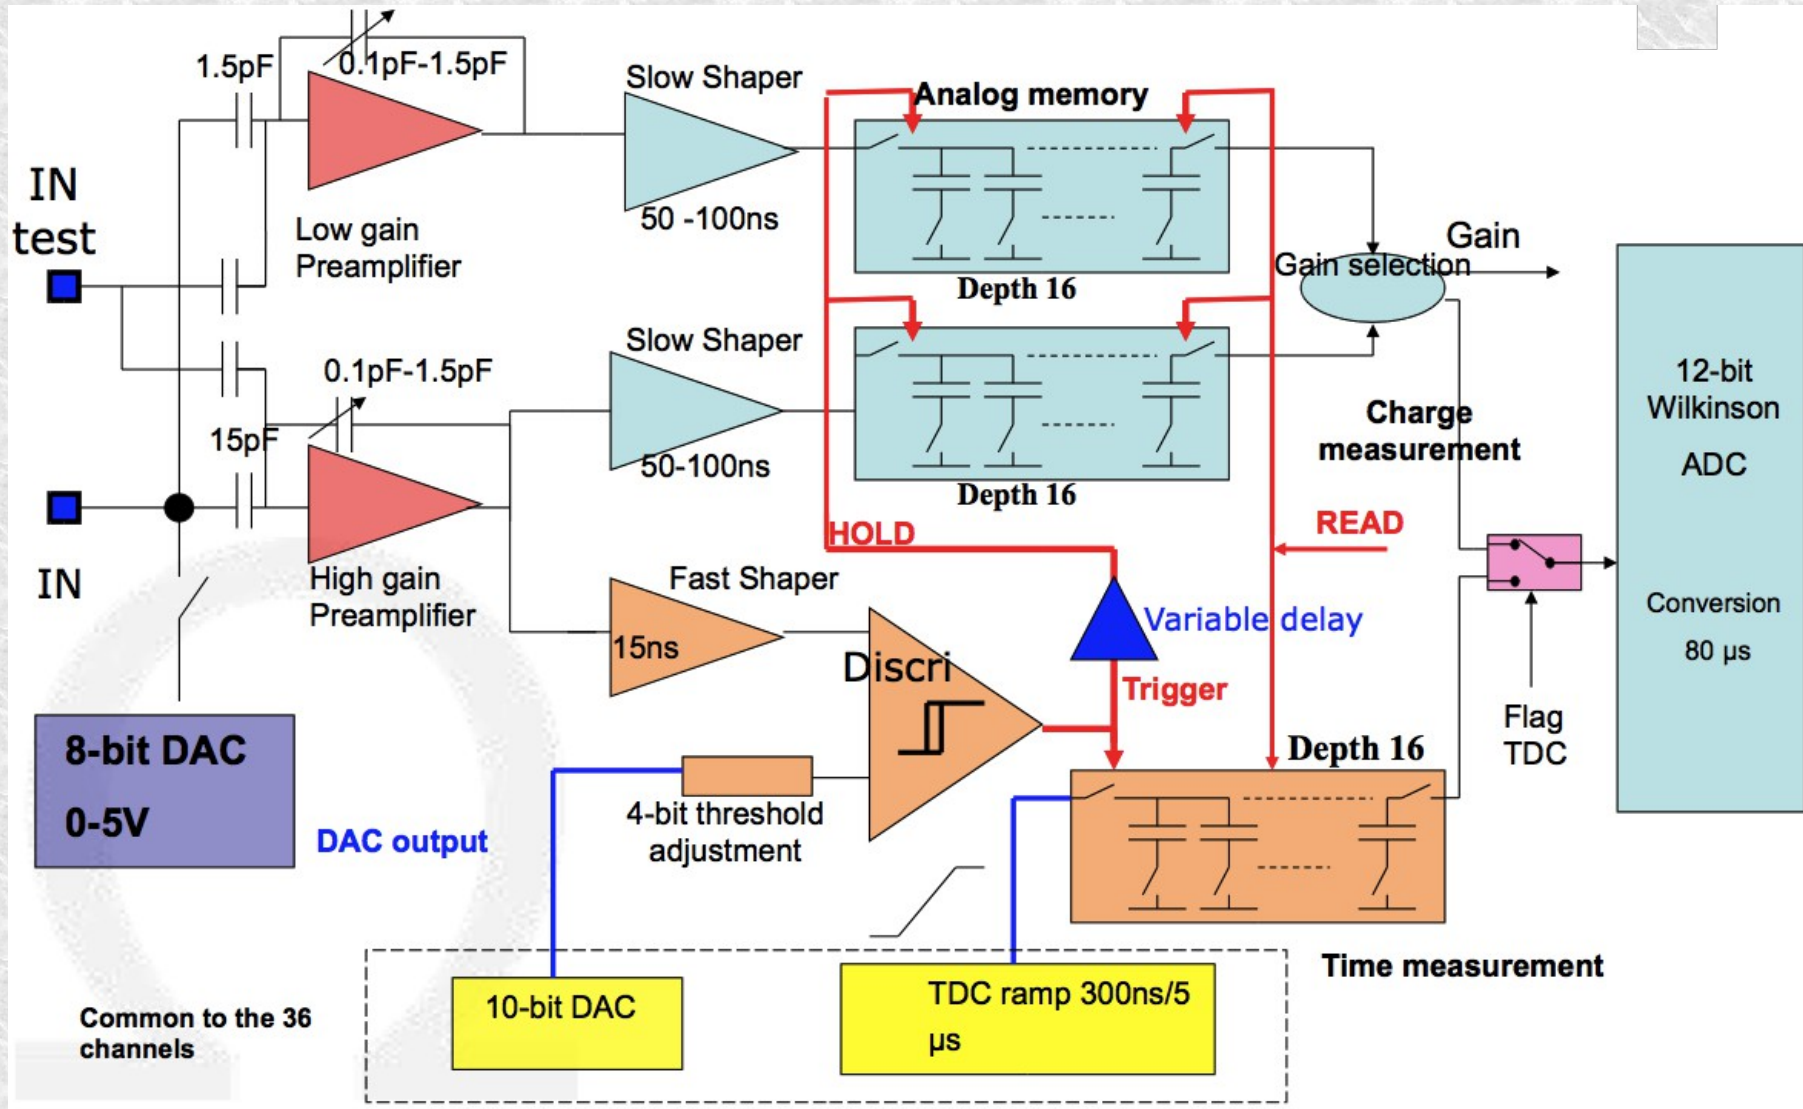 1.5pF
0.1pF-1.5pF
Slow Shaper
Analog memory
IN
test
50 -100ns
Low gain
Preamplifier
Depth 16
Gain
Gain selection
Slow Shaper
0.1pF-1.5pF
15pF
50-100ns
Depth 16
Charge
measurement
12-bit
Wilkinson
ADC
Conversion
80 µs
HOLD
READ
IN
High gain
Preamplifier
Fast Shaper
15ns
Variable delay
Discri
Trigger
Flag
TDC
8-bit DAC
0-5V
DAC output
4-bit threshold
adjustment
Depth 16
Time measurement
Common to the 36
channels
10-bit DAC
TDC ramp 300ns/5
µs